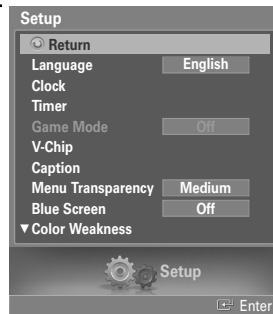 Setup
Return
Language English
Clock
Timer
Game Mode Off
V-Chip
Caption
Menu Transparency Medium
Blue Screen Off
▼ Color Weakness
Setup
Enter